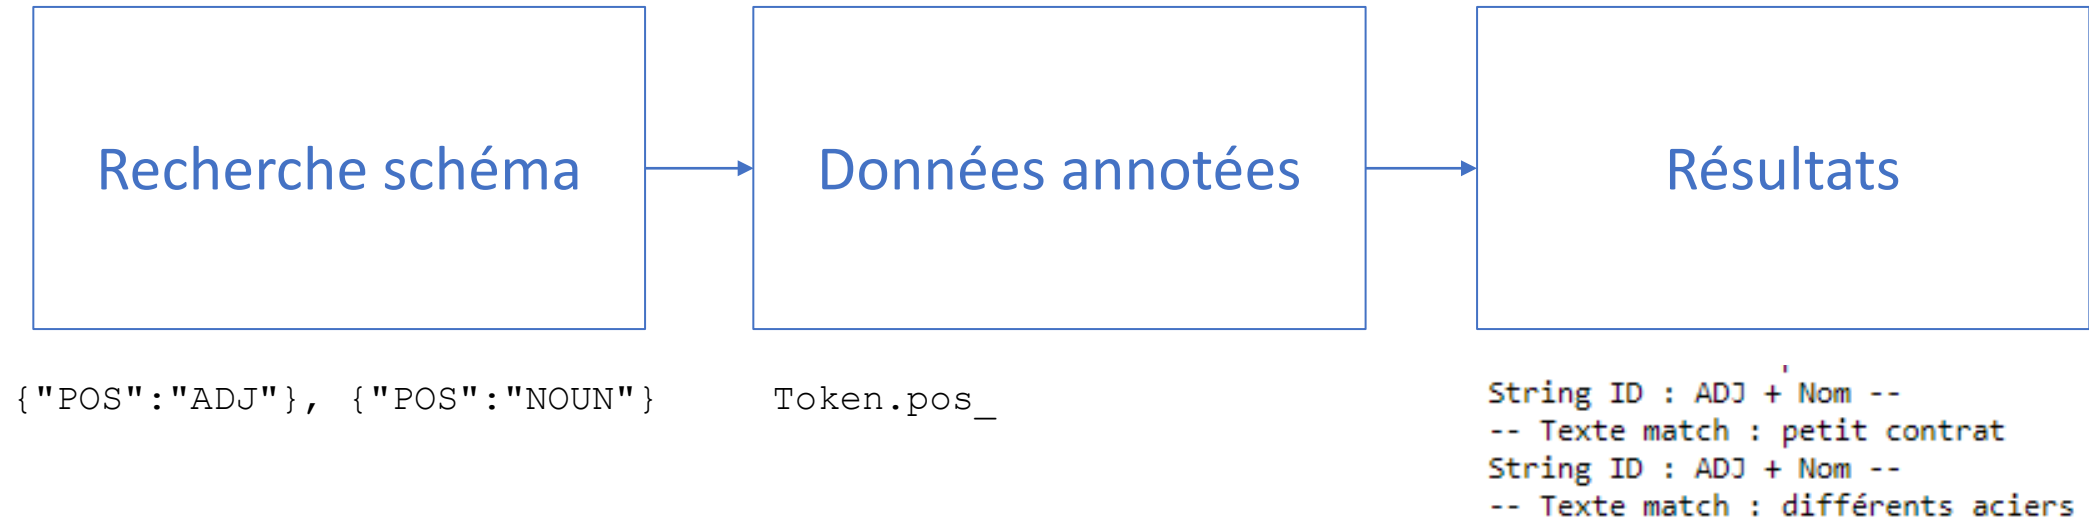 Recherche schéma
Données annotées
Résultats
{"POS":"ADJ"}, {"POS":"NOUN"}
Token.pos_
String ID : ADJ + Nom --
-- Texte match : petit contrat
String ID : ADJ + Nom --
-- Texte match : différents aciers